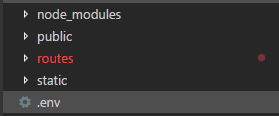 node_modules
public
routes
static
.env